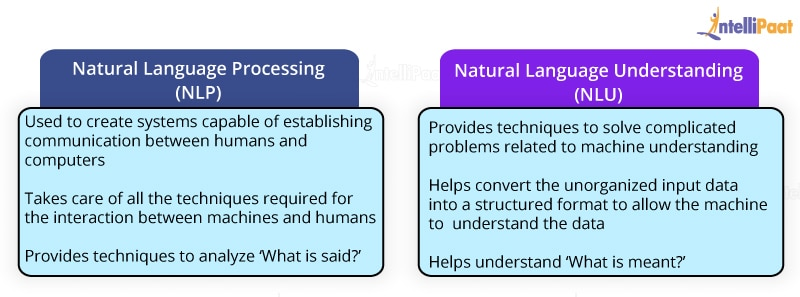 intelliPaat
Natural Language Processing
(NLP)
Used to create systems capable of establishing
communication between humans and
computers
Takes care of all the techniques required for
the interaction between machines and humans
Provides techniques to analyze ‘What is said?’
Natural Language Understanding
(NLU)
Provides techniques to solve complicated
problems related to machine understanding
Helps convert the unorganized input data
into a structured format to allow the machine
to understand the data
Helps understand ‘What is meant?’